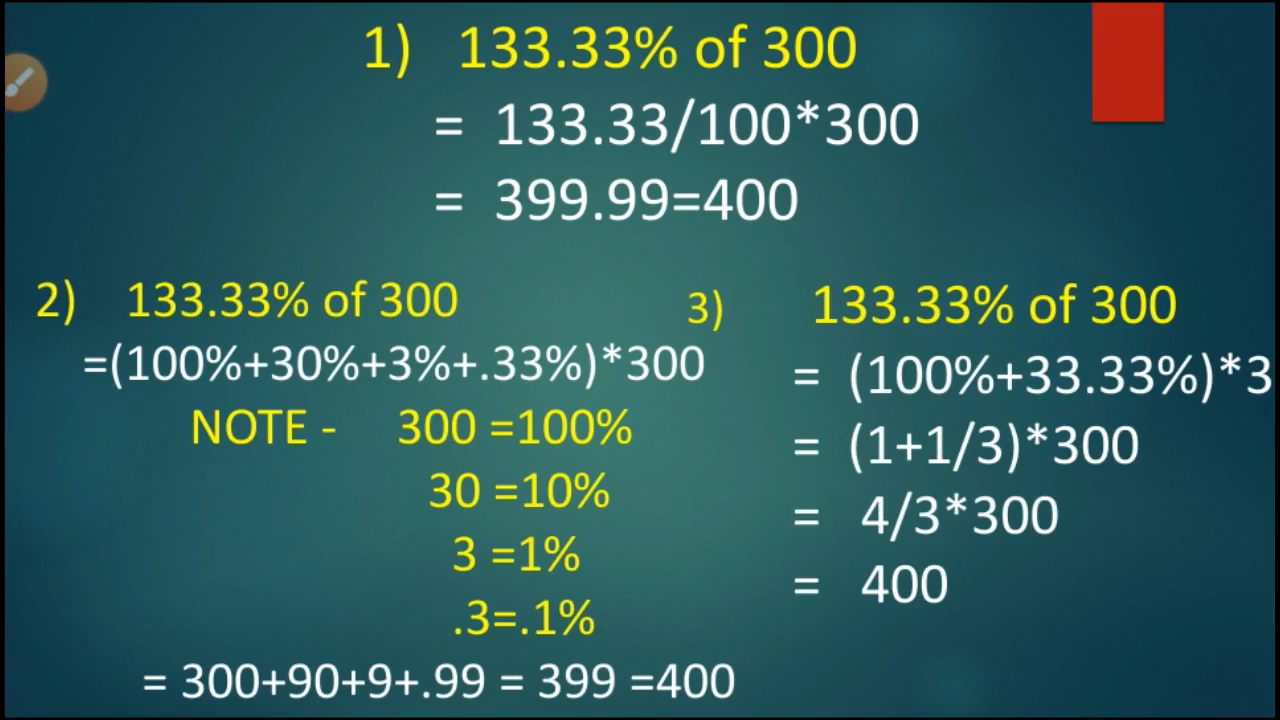 1) 133.33% of 300
= 133.33/100*300
= 399.99=400
2) 133.33% of 300
=(100%+30%+3%+.33%)*300
NOTE - 300 =100%
30 =10%
3 =1%
.3=.1%
= 300+90+9+.99 = 399 =400
3) 133.33% of 300
= (100%+33.33%)*3
= (1+1/3)*300
= 4/3*300
= 400